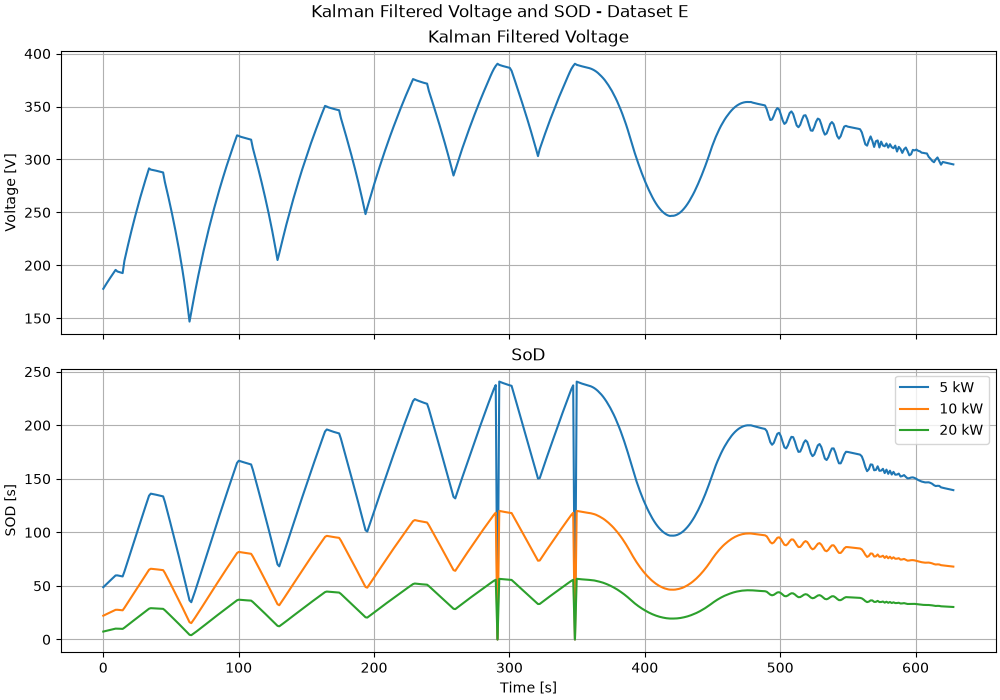 Kalman Filtered Voltage and SOD - Dataset E
Kalman Filtered Voltage
400
350
300
250
200
150
Voltage [V]
SoD
250
200
150
100
50
0
SOD [s]
5 kW
10 kW
20 kW
0 100 200 300 400 500 600
Time [s]